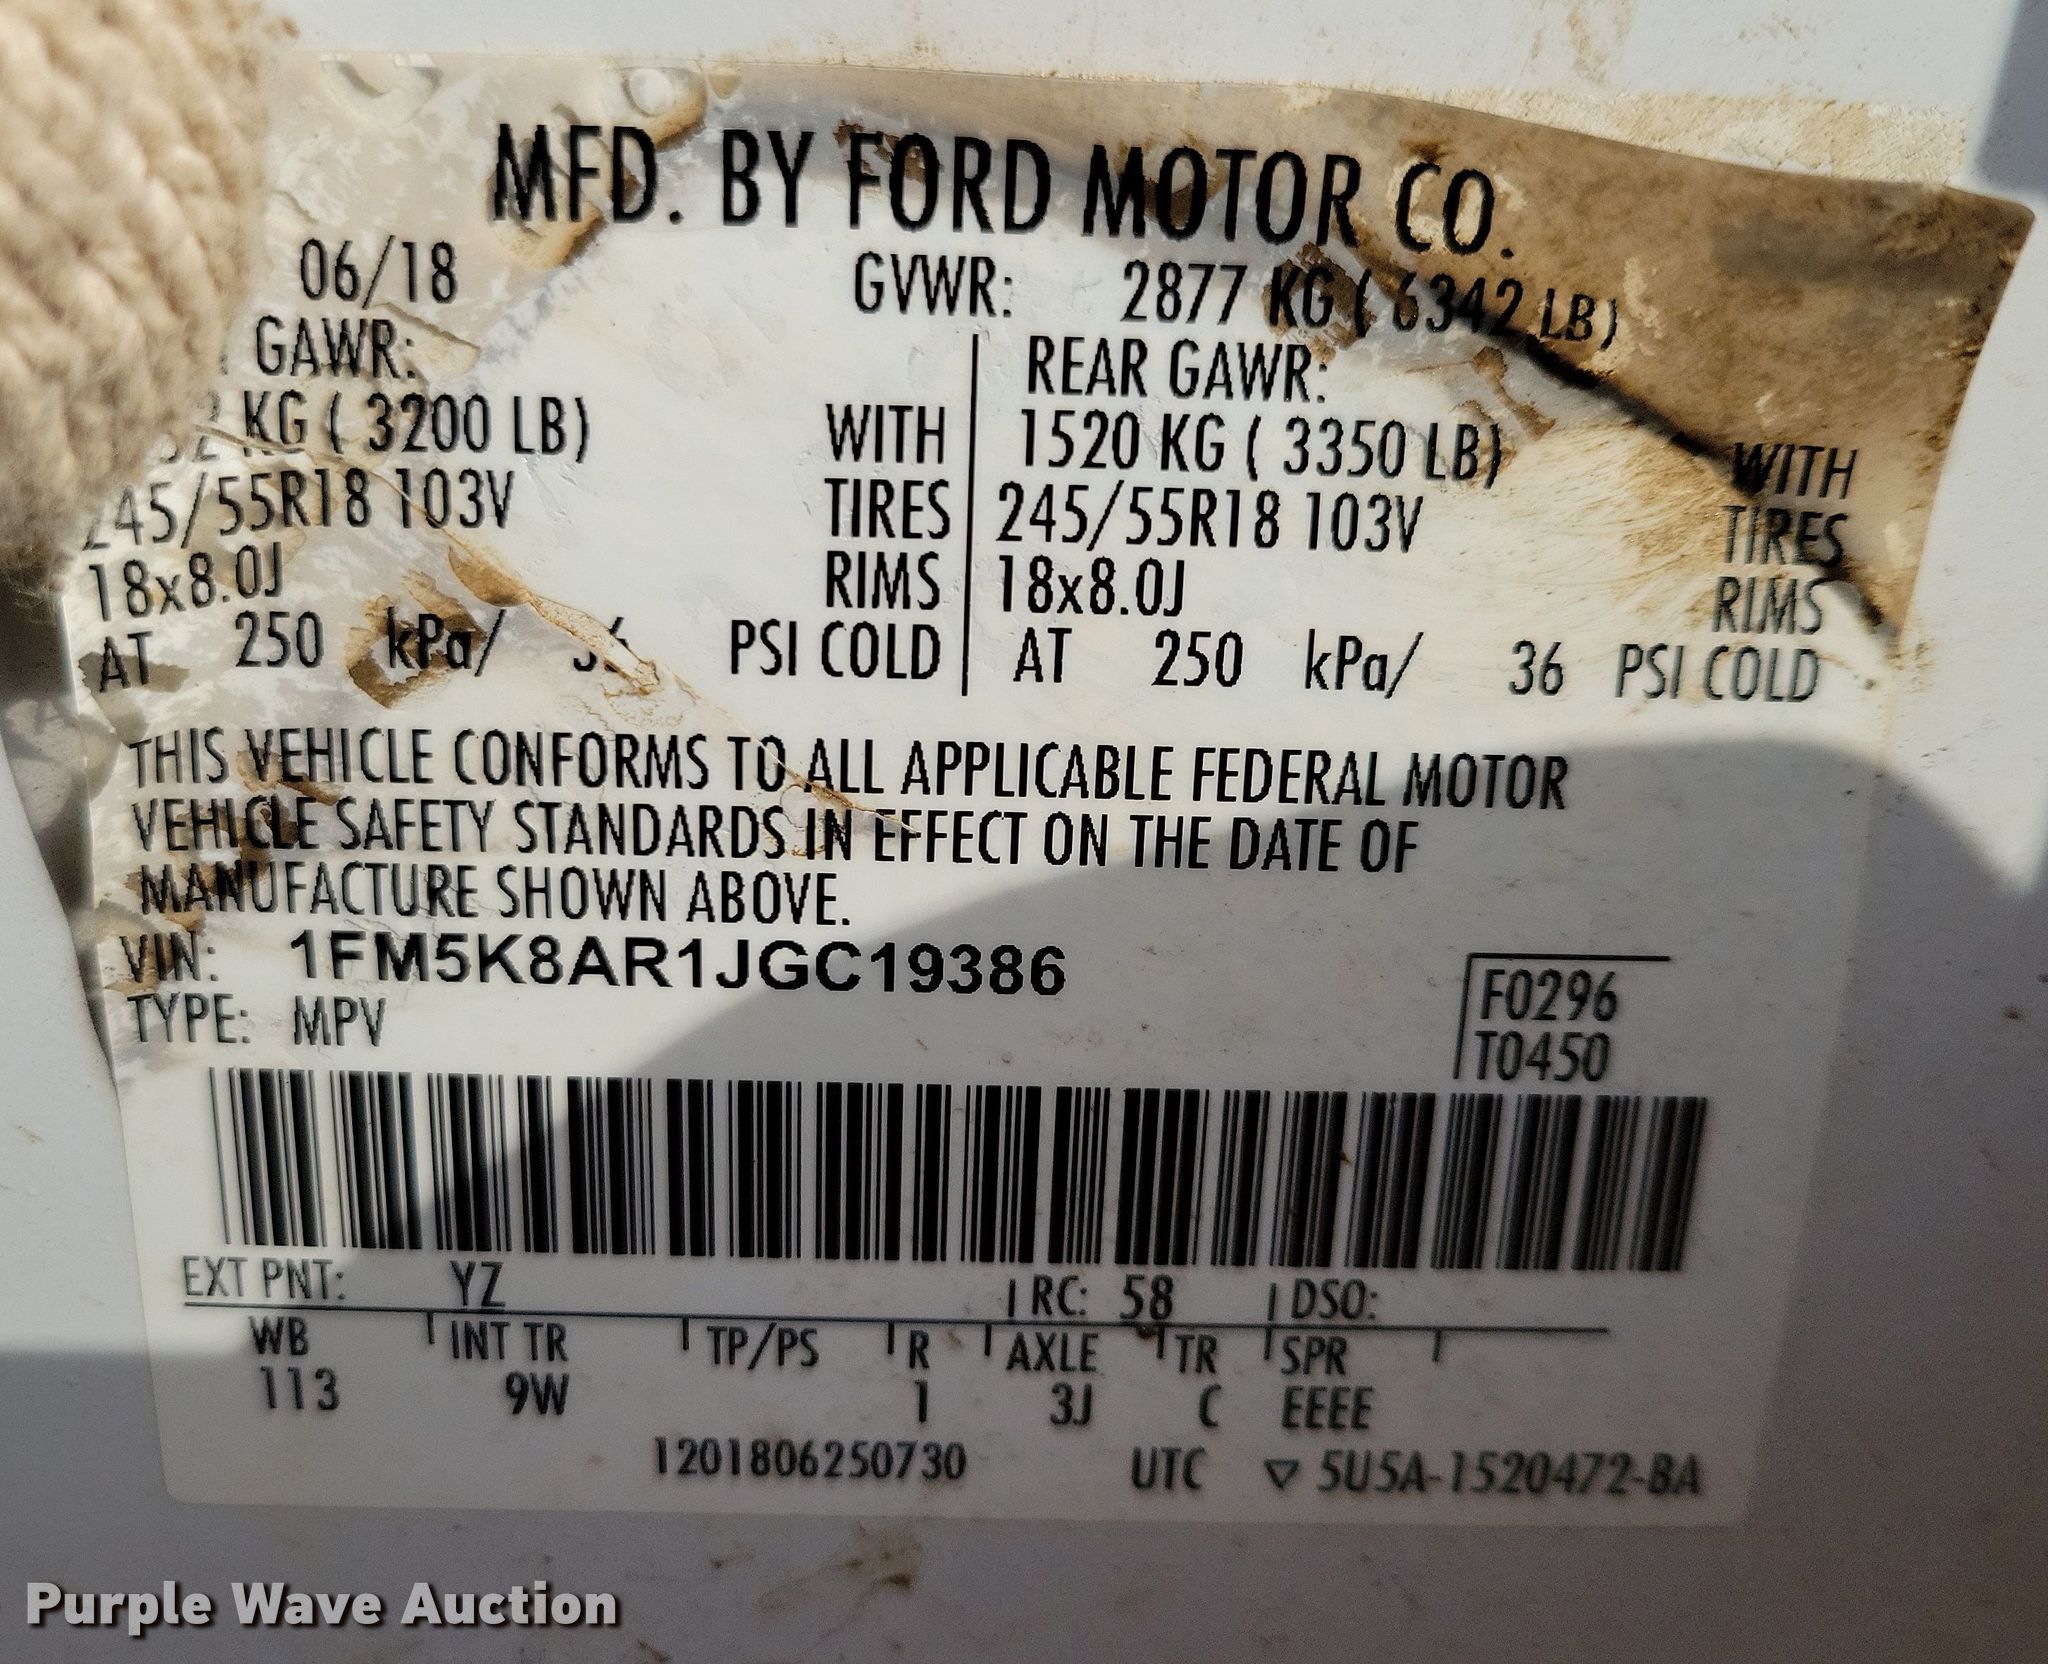 MFD. BY FORD MOTOR CO.
06/18 GVWR: 2877 KG ( 6342 LB)
GAWR: REAR GAWR:
KG ( 3200 LB) WITH 1520 KG ( 3350 LB) WITH
245/55R18 103V TIRES 245/55R18 103V TIRES
18x8.0J RIMS 18x8.0J RIMS
AT 250 kPa/ PSI COLD AT 250 kPa/ 36 PSI COLD
THIS VEHICLE CONFORMS TO ALL APPLICABLE FEDERAL MOTOR
VEHICLE SAFETY STANDARDS IN EFFECT ON THE DATE OF
MANUFACTURE SHOWN ABOVE.
VIN: 1FM5K8AR1JGC19386
F0296
TYPE: MPV
T0450
EXT PNT: YZ RC: 58 DSO:
WB INT TR TP/PS R AXLE TR SPR
113 9W 1 3J C EEEE
1201806250730 UTC ▽ 5U5A-1520472-BA
Purple Wave Auction